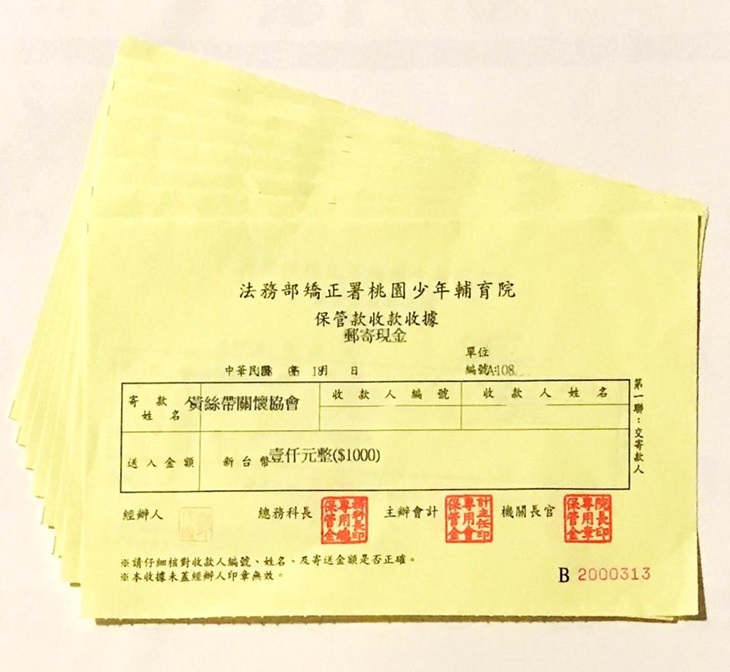 法務部矯正署桃園少年輔育院
保管款收款收據
郵寄現金
單位
中華民國 年 月 日
編號A108
寄款人姓名 黃絲帶關懷協會 收款人編號 收款人姓名
送入金額 新台幣壹仟元整($1000)
第一聯：交寄款人
經辦人 總務科長 主辦會計 機關長官
※請仔細核對收款人編號、姓名、及寄送金額是否正確。
※本收據未蓋經辦人印章無效。
B 2000313